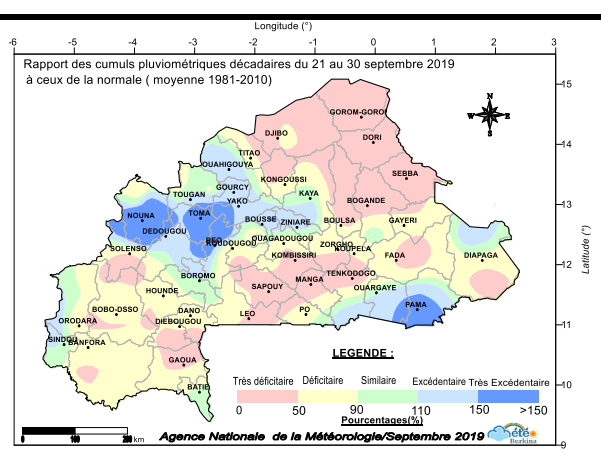 Longitude (°)
-6 -5 -4 -3 -2 -1 0 1 2 3
Rapport des cumuls pluviométriques décadaires du 21 au 30 septembre 2019
à ceux de la normale ( moyenne 1981-2010)
15
N
GOROM-GOROM
W E
S
DJIBO
DORI
14
TITAO
OUAHIGOUYA
SEBBA
KONGOUSSI
GOURCY
TOUGAN
KAYA
YAKO
BOGANDE
13
NOUNA
TOMA
BOUSSE
ZINIARE
BOULSA
GAYERI
DEDOUGOU
REO
KOUDOUGOU
OUAGADOUGOU
ZORGHO
KOUPELA
SOLENSO
KOMBISSIRI
FADA
DIAPAGA
Latitude (°)
12
BOROMO
TENKODOGO
MANGA
SAPOUY
OUARGAYE
HOUNDE
PAMA
BOBO-DSSO
DANO
LEO
PO
ORODARA
DIEBOUGOU
11
SINDOU
BANFORA
GAOUA
LEGENDE :
BATIE
10
Très déficitaire Déficitaire Similaire Excédentaire Très Excédentaire
0 50 90 110 150 >150
Pourcentages(%)
0 100 200 km
Agence Nationale de la Météorologie/Septembre 2019
Météo
Burkina
9